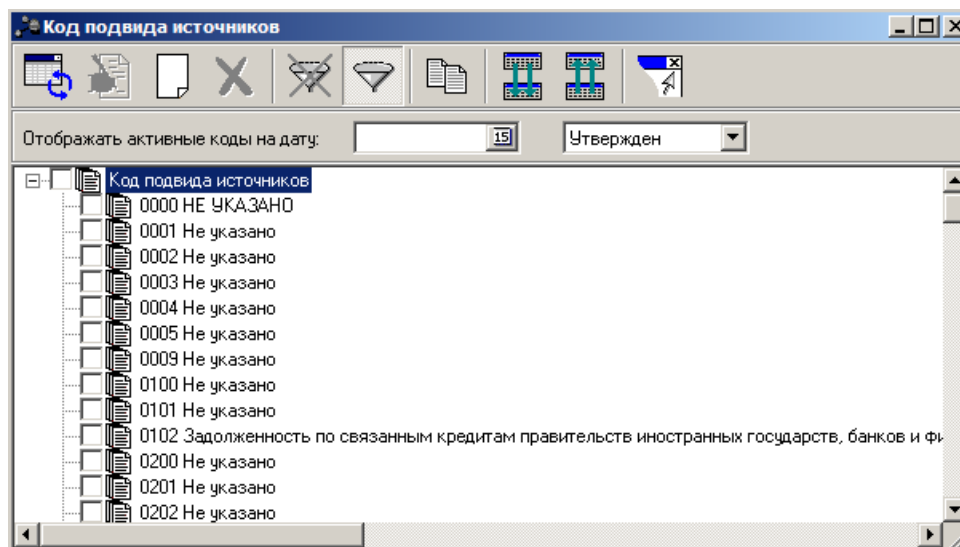 Код подвида источников
Отображать активные коды на дату:
15
Утвержден
Код подвида источников
0000 НЕ УКАЗАНО
0001 Не указано
0002 Не указано
0003 Не указано
0004 Не указано
0005 Не указано
0009 Не указано
0100 Не указано
0101 Не указано
0102 Задолженность по связанным кредитам правительств иностранных государств, банков и фи
0200 Не указано
0201 Не указано
0202 Не указано